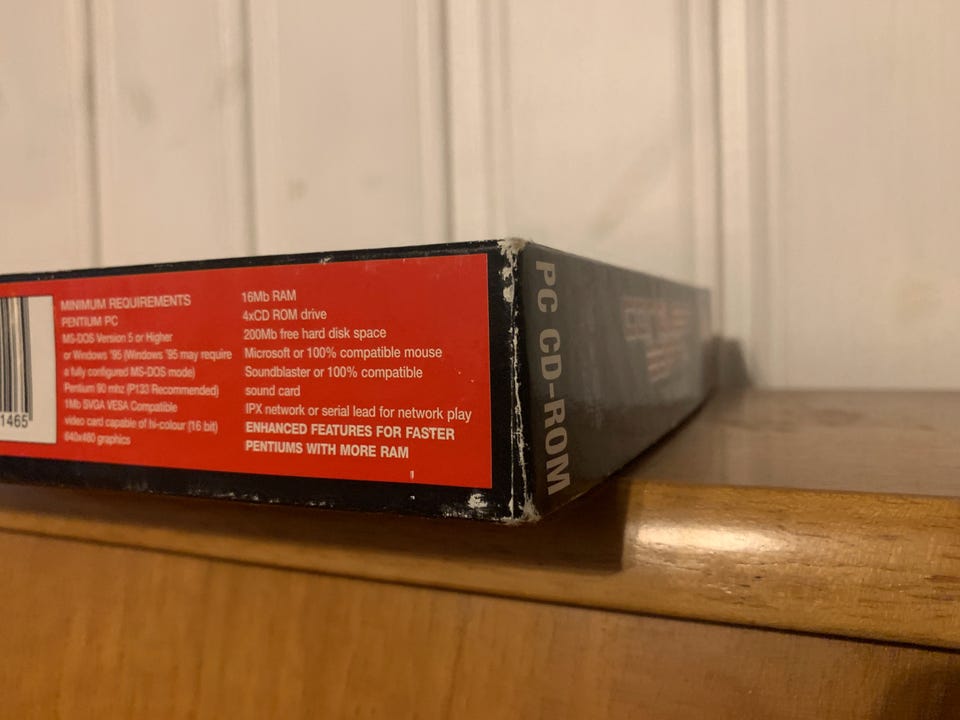 1465
MINIMUM REQUIREMENTS
PENTIUM PC
MS-DOS Version 5 or Higher
or Windows '95 (Windows '95 may require
a fully configured MS-DOS mode)
Pentium 90 mhz (P133 Recommended)
1Mb SVGA VESA Compatible
video card capable of hi-colour (16 bit)
640x480 graphics
16Mb RAM
4xCD ROM drive
200Mb free hard disk space
Microsoft or 100% compatible mouse
Soundblaster or 100% compatible
sound card
IPX network or serial lead for network play
ENHANCED FEATURES FOR FASTER
PENTIUMS WITH MORE RAM
PC CD-ROM